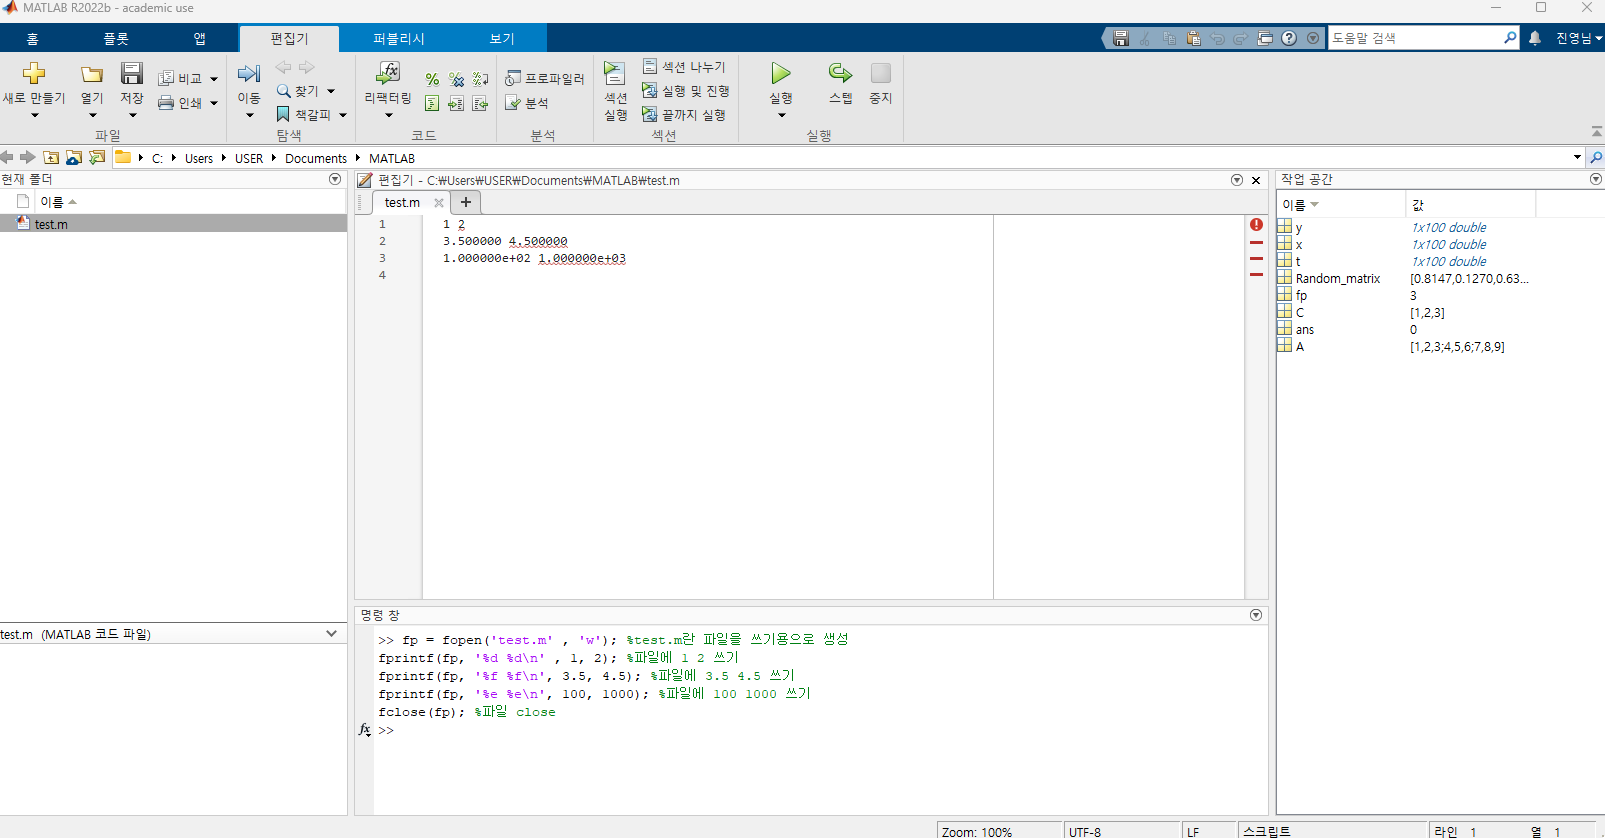 MATLAB R2022b - academic use
홈 플롯 앱 편집기 퍼블리시 보기 도움말 검색 진영님
새로 만들기 열기 저장 비교 인쇄 이동 찾기 책갈피 리팩터링 프로파일러 분석 섹션 실행 섹션 나누기 실행 및 진행 끝까지 실행 실행 스텝 중지
파일 탐색 코드 분석 섹션 실행
C: Users USER Documents MATLAB
현재 폴더
이름
test.m
test.m (MATLAB 코드 파일)
편집기 - C:₩Users₩USER₩Documents₩MATLAB₩test.m
test.m
1 1 2
2 3.500000 4.500000
3 1.000000e+02 1.000000e+03
4
명령 창
>> fp = fopen('test.m' , 'w'); %test.m란 파일을 쓰기용으로 생성
fprintf(fp, '%d %d\n' , 1, 2); %파일에 1 2 쓰기
fprintf(fp, '%f %f\n', 3.5, 4.5); %파일에 3.5 4.5 쓰기
fprintf(fp, '%e %e\n', 100, 1000); %파일에 100 1000 쓰기
fclose(fp); %파일 close
fx >>
작업 공간
이름 값
y 1x100 double
x 1x100 double
t 1x100 double
Random_matrix [0.8147,0.1270,0.63...
fp 3
C [1,2,3]
ans 0
A [1,2,3;4,5,6;7,8,9]
Zoom: 100% UTF-8 LF 스크립트 라인 1 열 1